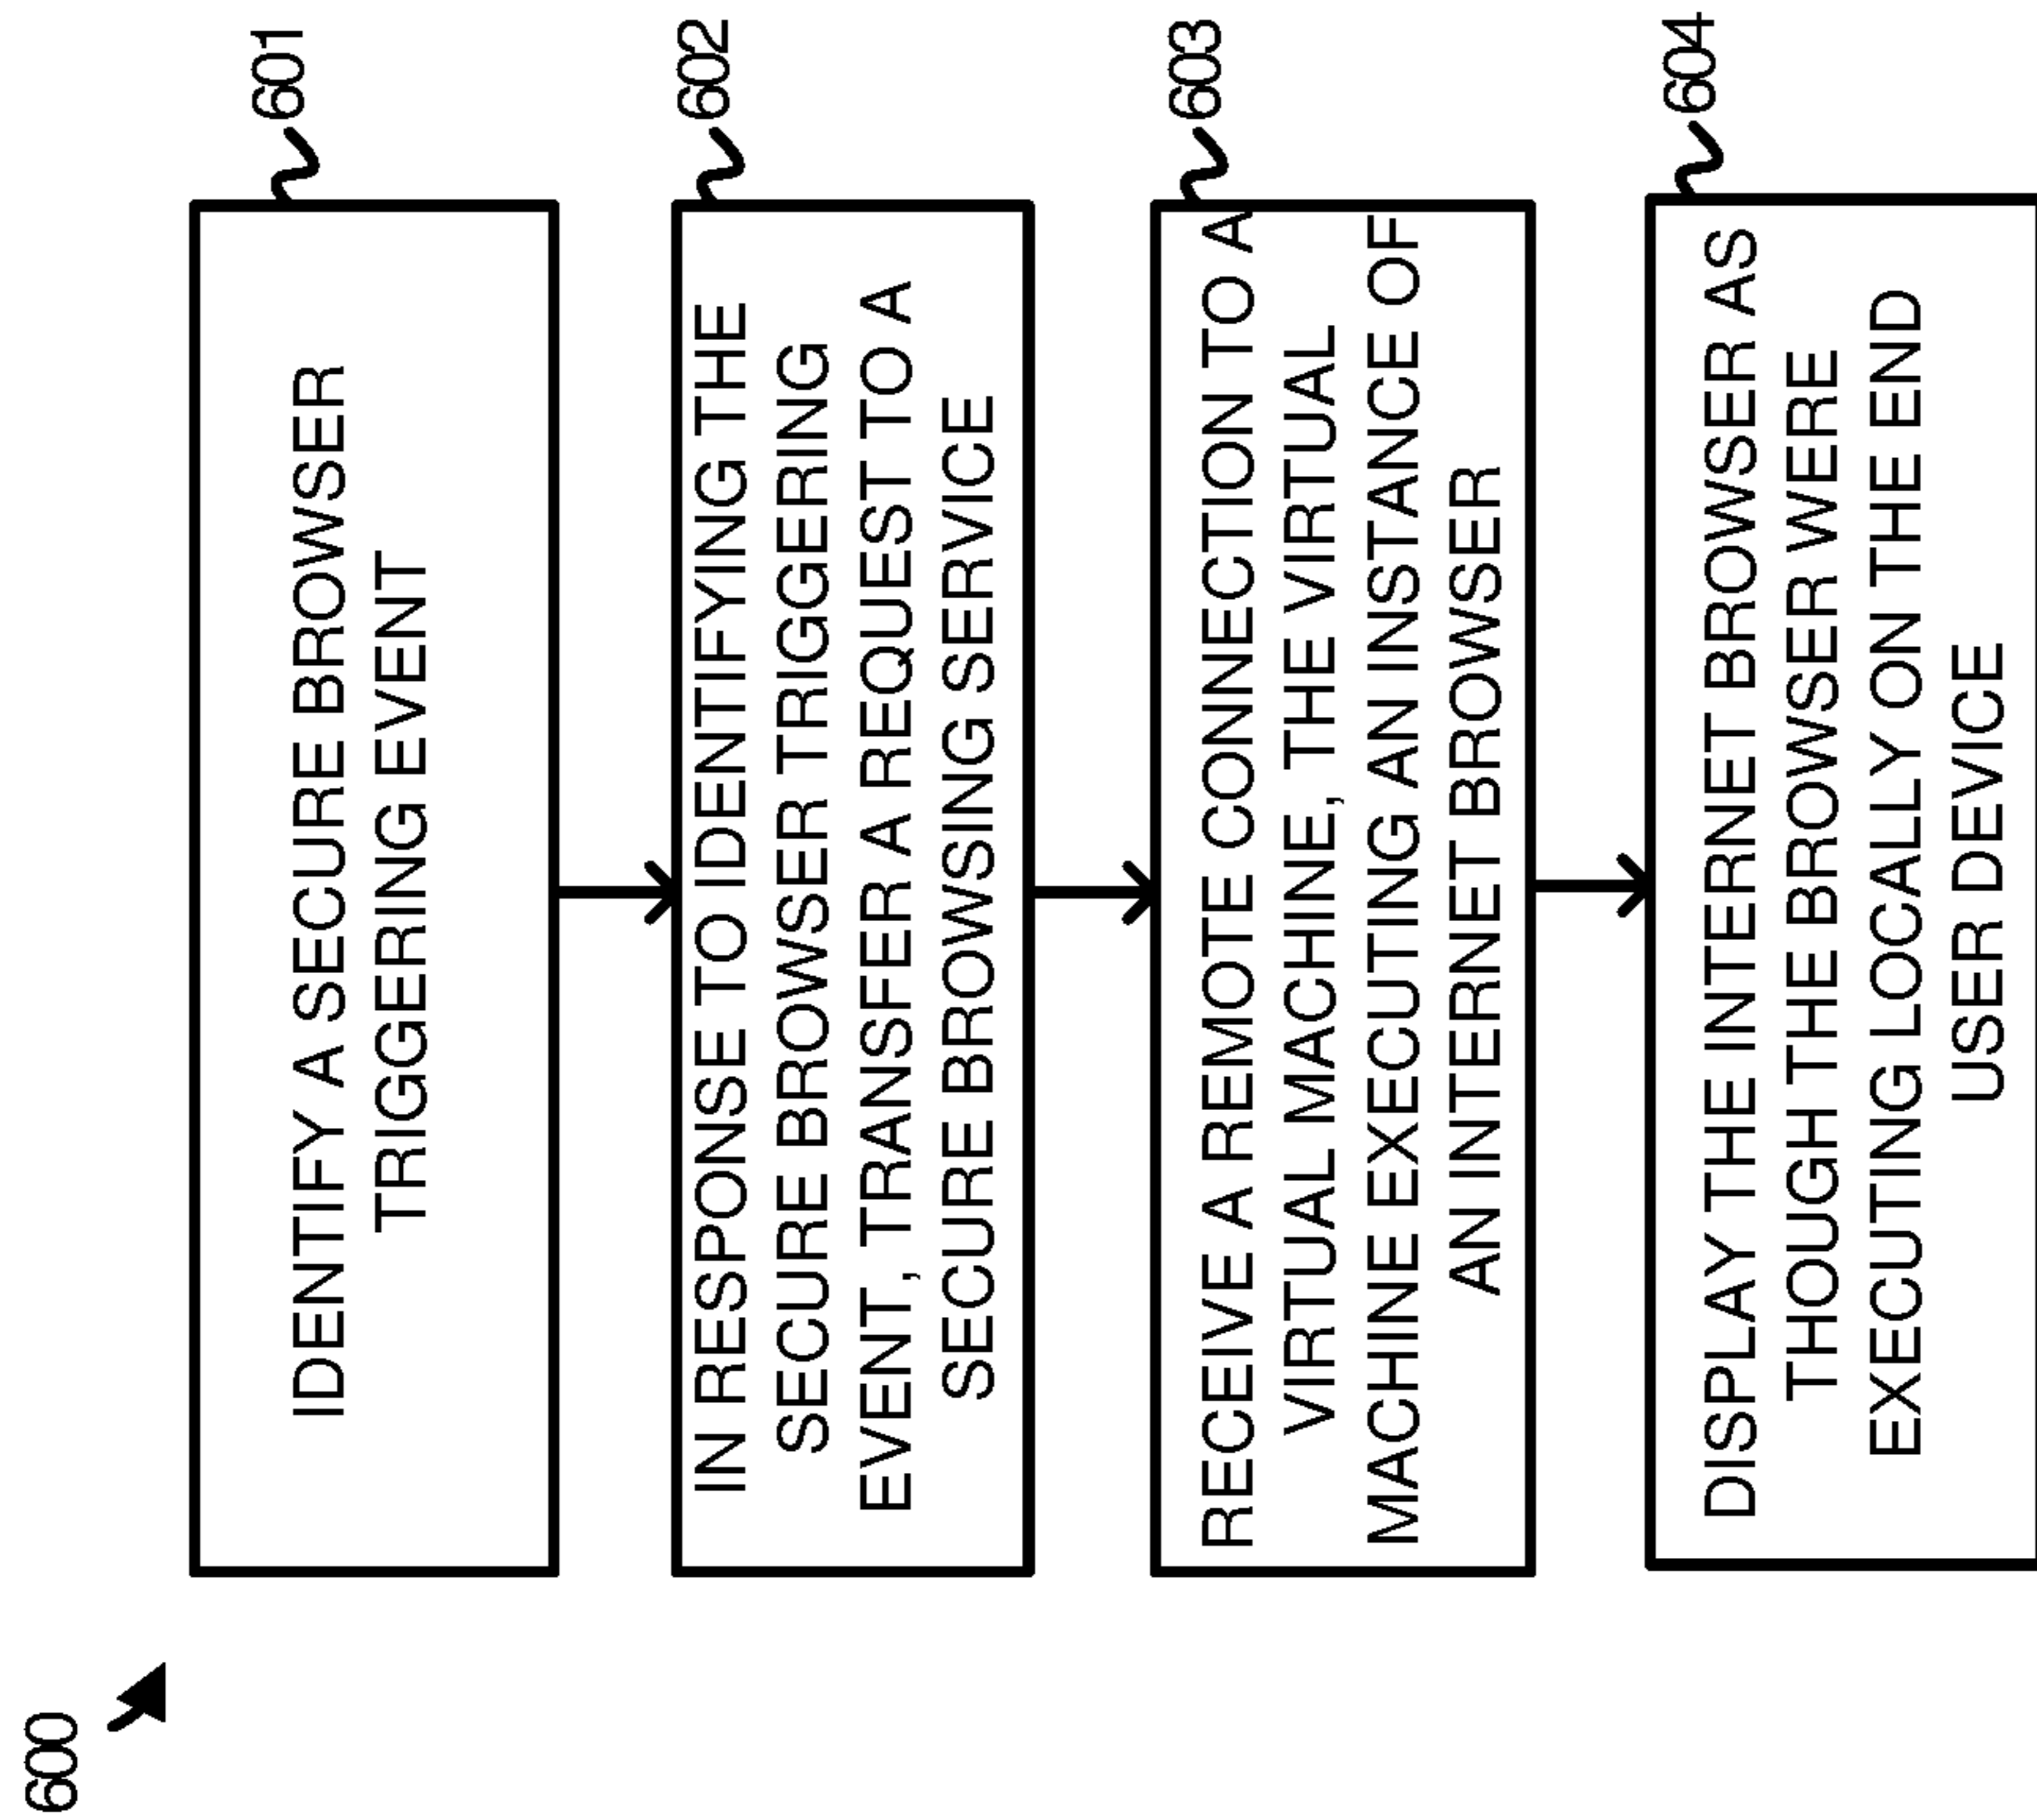 600
601
IDENTIFY A SECURE BROWSER
TRIGGERING EVENT
602
IN RESPONSE TO IDENTIFYING THE
SECURE BROWSER TRIGGERING
EVENT, TRANSFER A REQUEST TO A
SECURE BROWSING SERVICE
603
RECEIVE A REMOTE CONNECTION TO A
VIRTUAL MACHINE, THE VIRTUAL
MACHINE EXECUTING AN INSTANCE OF
AN INTERNET BROWSER
604
DISPLAY THE INTERNET BROWSER AS
THOUGH THE BROWSER WERE
EXECUTING LOCALLY ON THE END
USER DEVICE